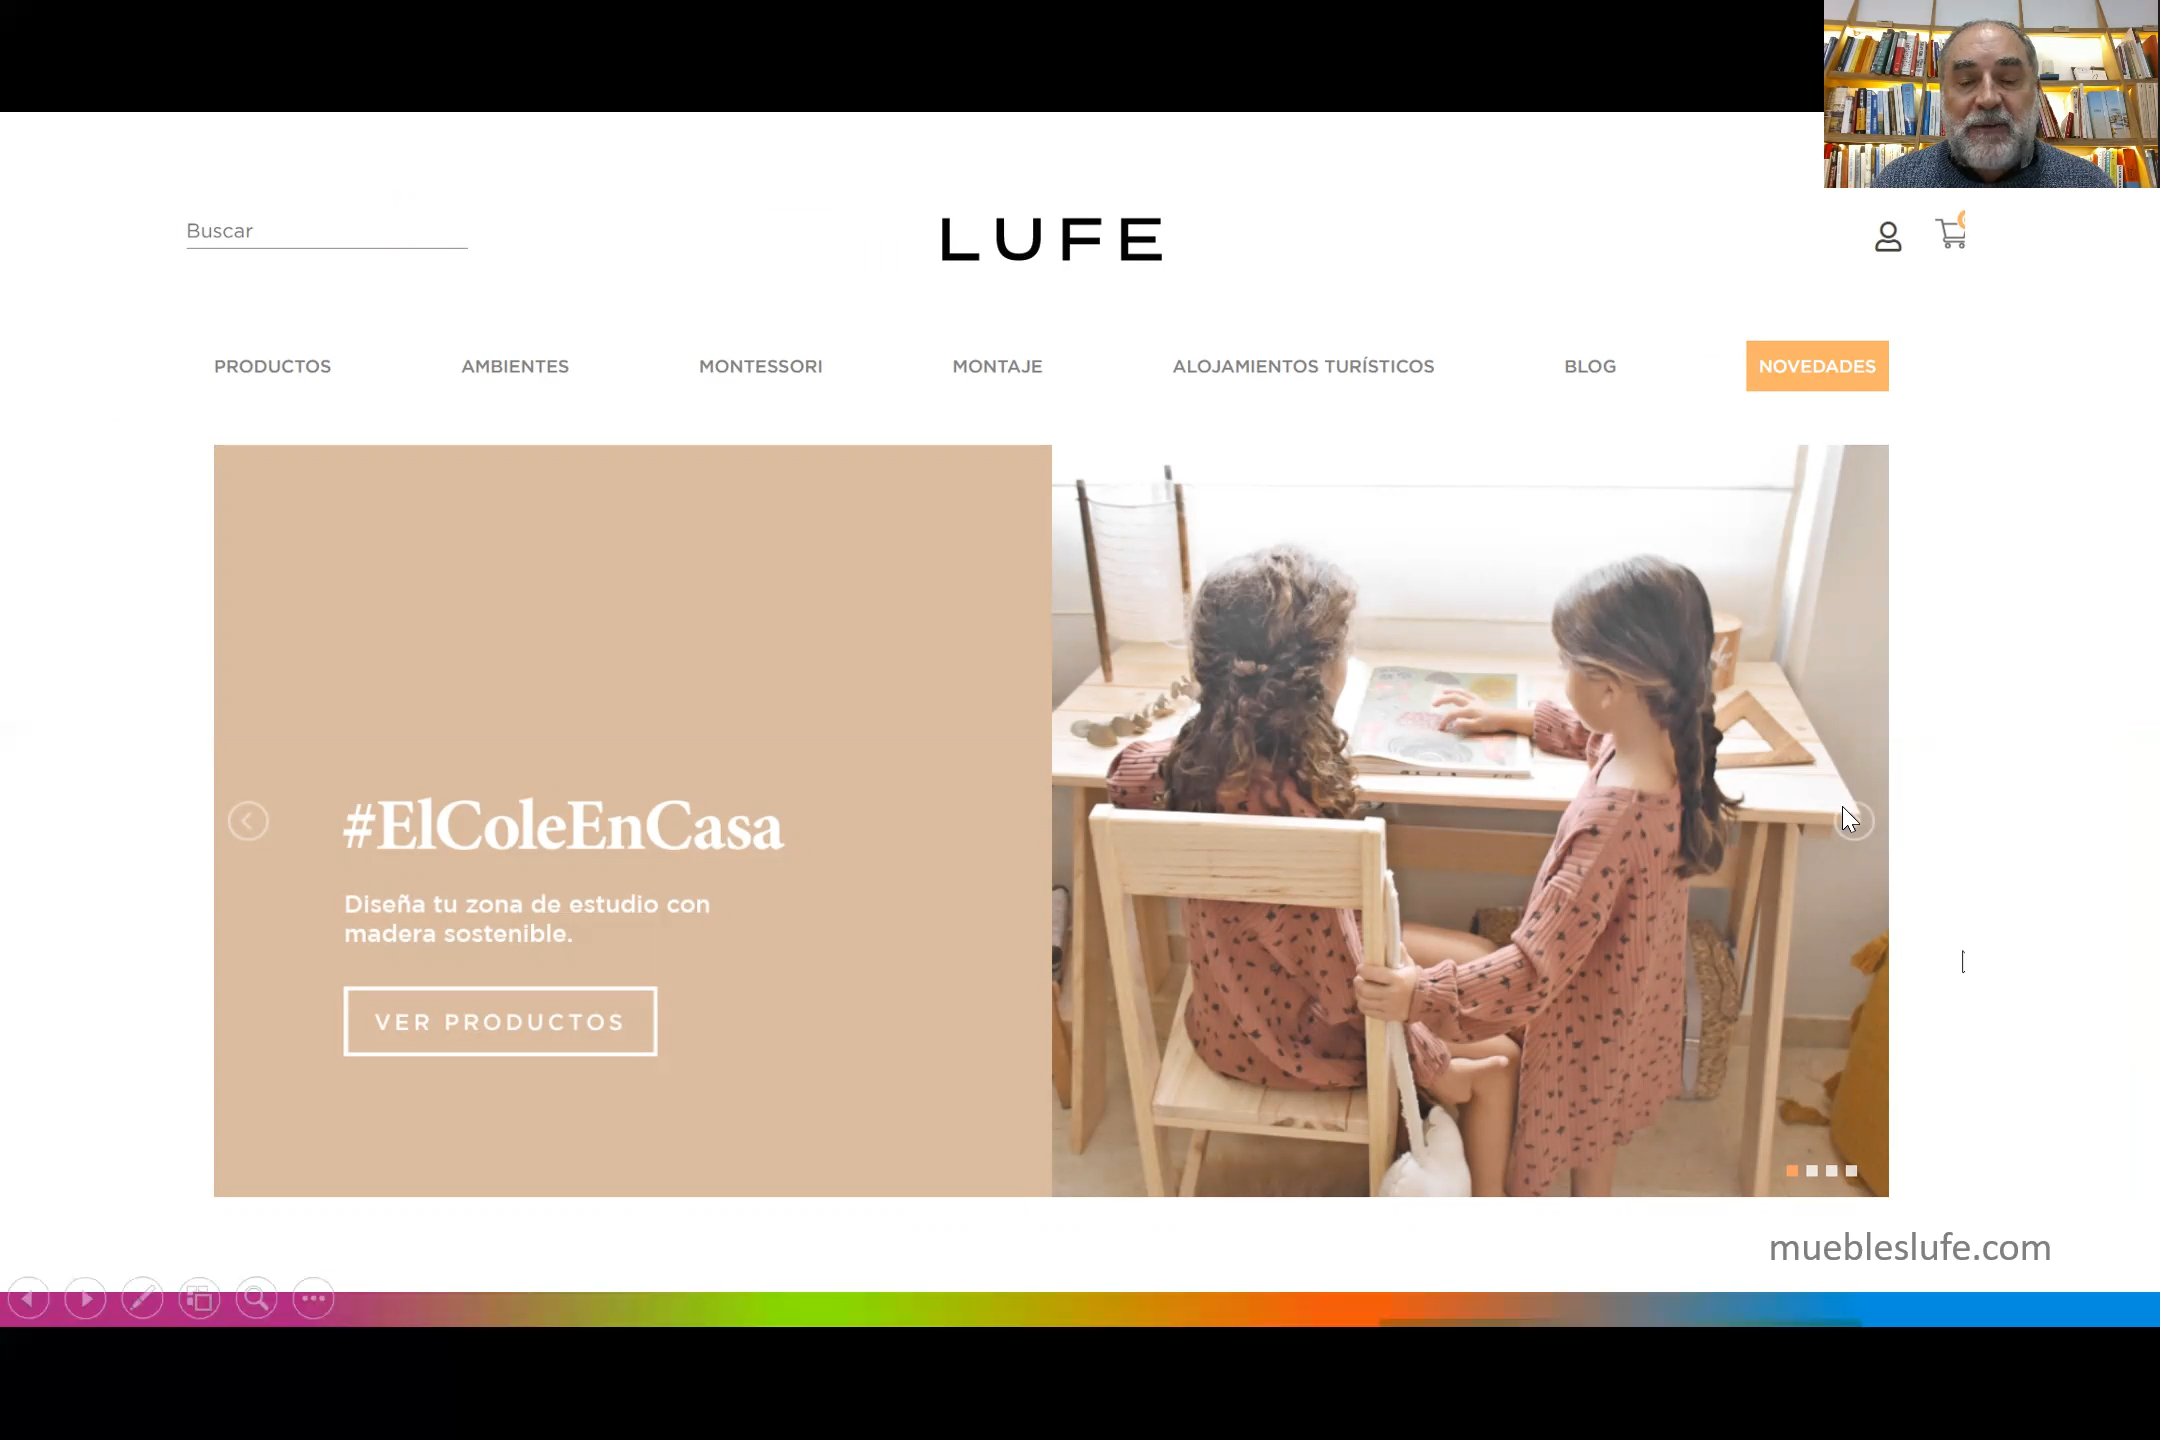 Buscar
LUFE
PRODUCTOS
AMBIENTES
MONTESSORI
MONTAJE
ALOJAMIENTOS TURÍSTICOS
BLOG
NOVEDADES
#ElColeEnCasa
Diseña tu zona de estudio con
madera sostenible.
VER PRODUCTOS
muebleslufe.com